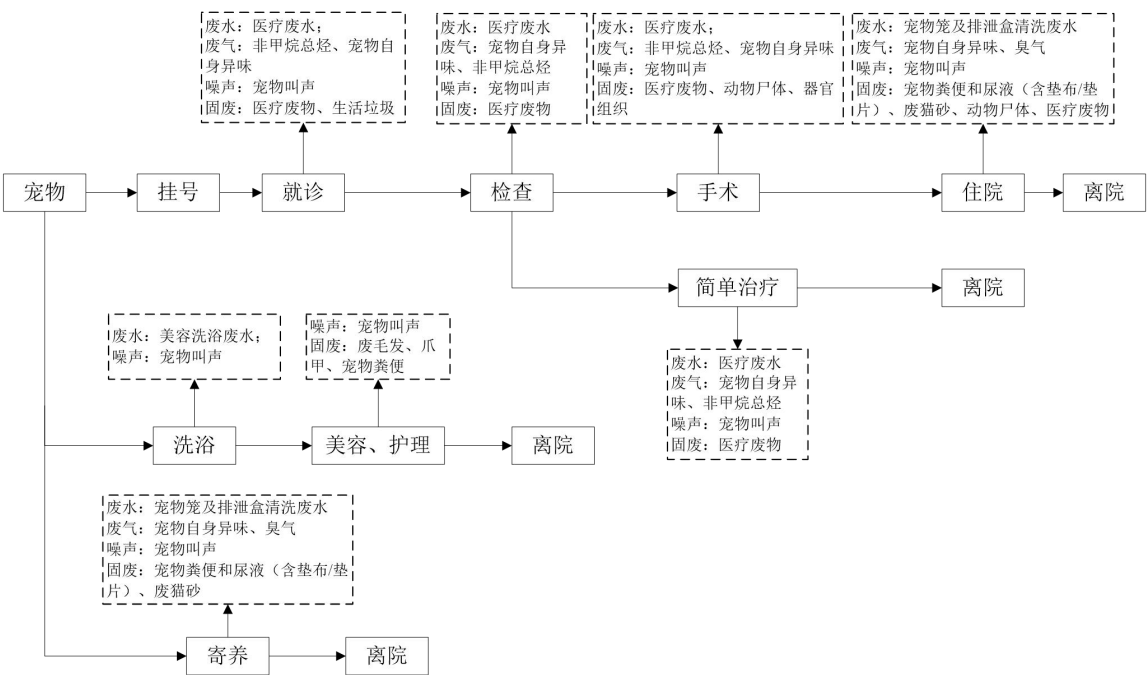 废水：医疗废水；
废气：非甲烷总烃、宠物自
身异味
噪声：宠物叫声
固废：医疗废物、生活垃圾
废水：医疗废水
废气：宠物自身异
味、非甲烷总烃
噪声：宠物叫声
固废：医疗废物
废水：医疗废水；
废气：非甲烷总烃、宠物自身异味
噪声：宠物叫声
固废：医疗废物、动物尸体、器官
组织
废水：宠物笼及排泄盒清洗废水
废气：宠物自身异味、臭气
噪声：宠物叫声
固废：宠物粪便和尿液（含垫布/垫
片）、废猫砂、动物尸体、医疗废物
宠物
挂号
就诊
检查
手术
住院
离院
简单治疗
离院
废水：医疗废水
废气：宠物自身异
味、非甲烷总烃
噪声：宠物叫声
固废：医疗废物
废水：美容洗浴废水；
噪声：宠物叫声
噪声：宠物叫声
固废：废毛发、爪
甲、宠物粪便
洗浴
美容、护理
离院
废水：宠物笼及排泄盒清洗废水
废气：宠物自身异味、臭气
噪声：宠物叫声
固废：宠物粪便和尿液（含垫布/垫
片）、废猫砂
寄养
离院